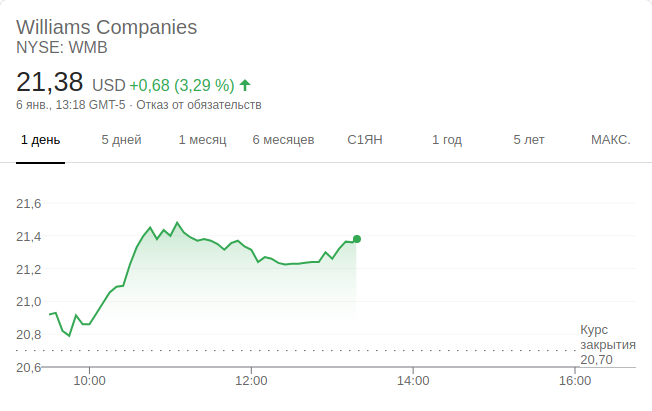 Williams Companies
NYSE: WMB
21,38 USD +0,68 (3,29 %)
6 янв., 13:18 GMT-5 · Отказ от обязательств
1 день 5 дней 1 месяц 6 месяцев С1ЯН 1 год 5 лет МАКС.
21,6
21,4
21,2
21,0
20,8
20,6
Курс
закрытия
20,70
10:00 12:00 14:00 16:00